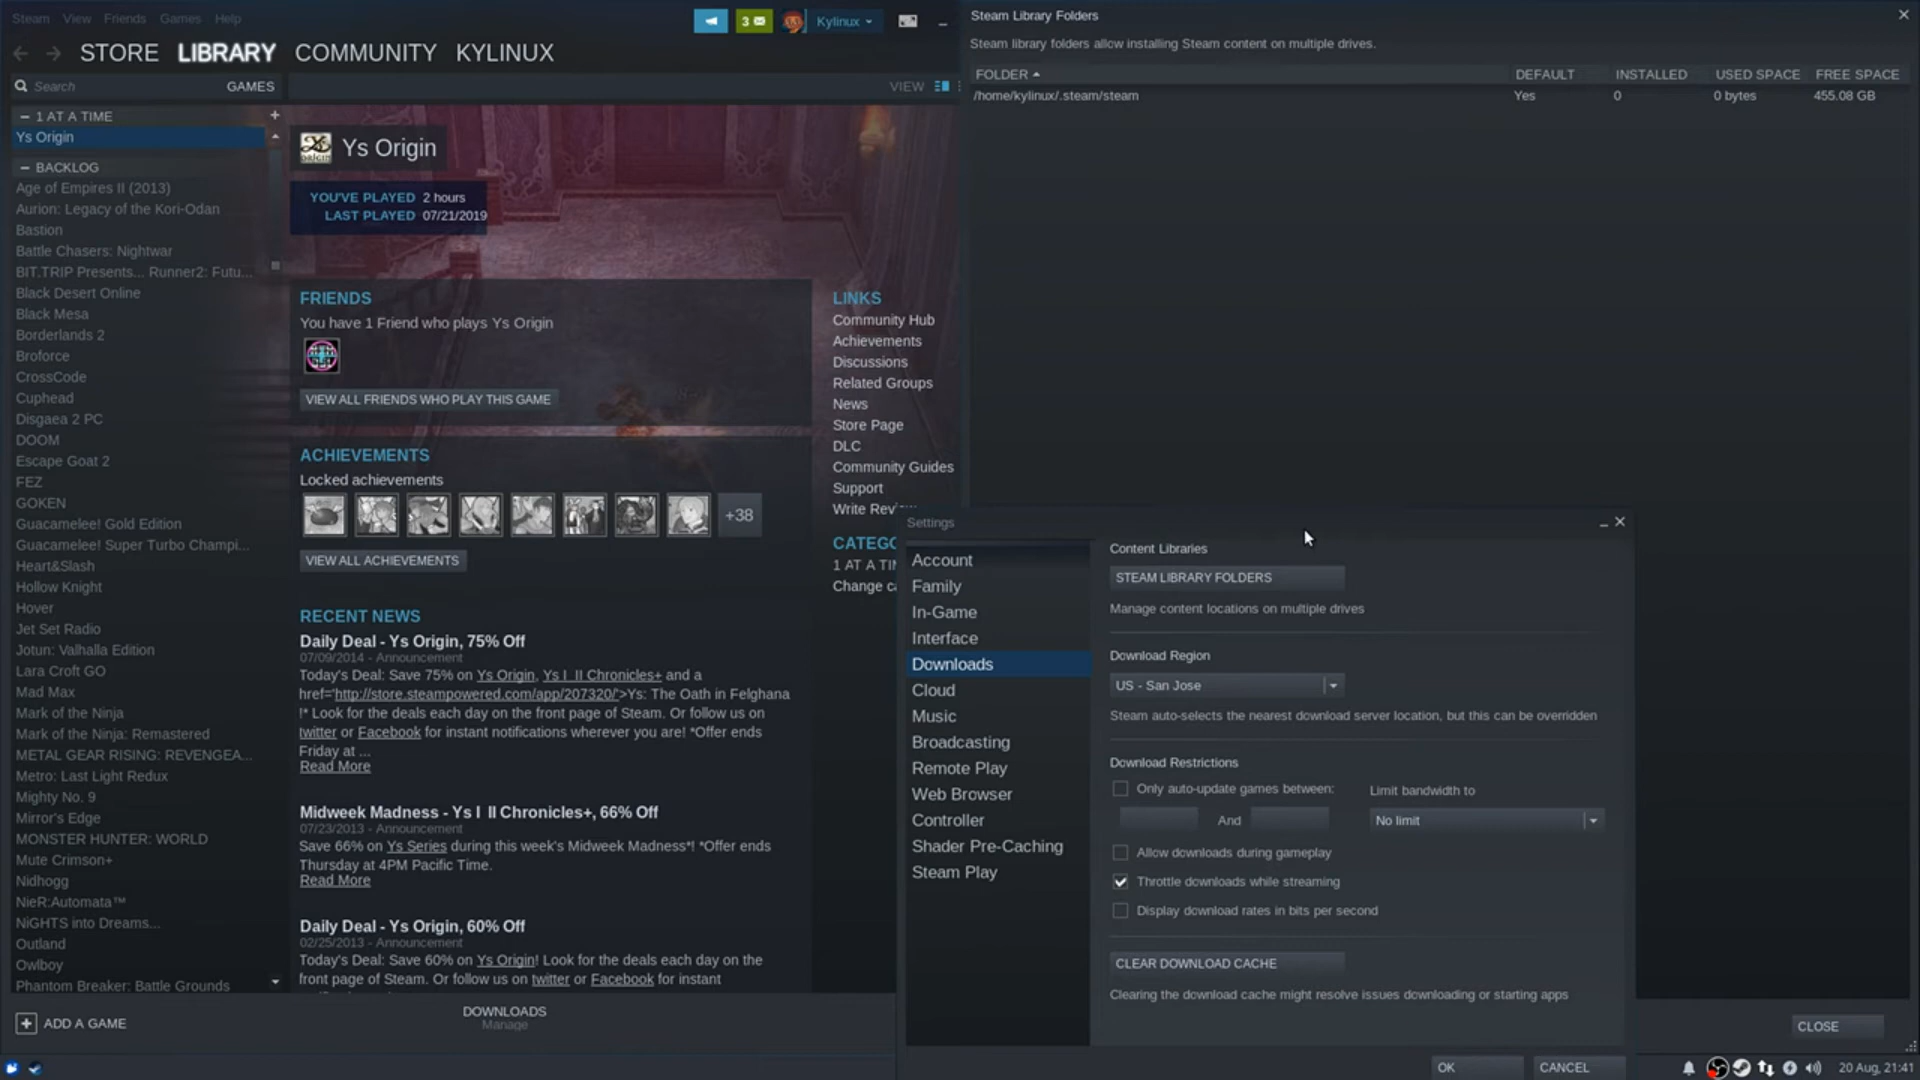 Steam View Friends Games Help
3
Kylinux
STORE LIBRARY COMMUNITY KYLINUX
Search GAMES
VIEW
1 AT A TIME
Ys Origin
BACKLOG
Age of Empires II (2013)
Aurion: Legacy of the Kori-Odan
Bastion
Battle Chasers: Nightwar
BIT.TRIP Presents... Runner2: Futu...
Black Desert Online
Black Mesa
Borderlands 2
Broforce
CrossCode
Cuphead
Disgaea 2 PC
DOOM
Escape Goat 2
FEZ
GOKEN
Guacamelee! Gold Edition
Guacamelee! Super Turbo Champi...
Heart&Slash
Hollow Knight
Hover
Jet Set Radio
Jotun: Valhalla Edition
Lara Croft GO
Mad Max
Mark of the Ninja
Mark of the Ninja: Remastered
METAL GEAR RISING: REVENGEA...
Metro: Last Light Redux
Mighty No. 9
Mirror's Edge
MONSTER HUNTER: WORLD
Mute Crimson+
Nidhogg
NieR:Automata™
NiGHTS into Dreams...
Outland
Owlboy
Phantom Breaker: Battle Grounds
ADD A GAME
Ys Origin
YOU'VE PLAYED 2 hours
LAST PLAYED 07/21/2019
FRIENDS
You have 1 Friend who plays Ys Origin
VIEW ALL FRIENDS WHO PLAY THIS GAME
ACHIEVEMENTS
Locked achievements
+38
VIEW ALL ACHIEVEMENTS
RECENT NEWS
Daily Deal - Ys Origin, 75% Off
07/09/2014 - Announcement
Today's Deal: Save 75% on Ys Origin, Ys I II Chronicles+ and a
href='http://store.steampowered.com/app/207320/'>Ys: The Oath in Felghana
!* Look for the deals each day on the front page of Steam. Or follow us on
twitter or Facebook for instant notifications wherever you are! *Offer ends
Friday at ...
Read More
Midweek Madness - Ys I II Chronicles+, 66% Off
07/23/2013 - Announcement
Save 66% on Ys Series during this week's Midweek Madness*! *Offer ends
Thursday at 4PM Pacific Time.
Read More
Daily Deal - Ys Origin, 60% Off
02/25/2013 - Announcement
Today's Deal: Save 60% on Ys Origin! Look for the deals each day on the
front page of Steam. Or follow us on twitter or Facebook for instant
DOWNLOADS
Manage
LINKS
Community Hub
Achievements
Discussions
Related Groups
News
Store Page
DLC
Community Guides
Support
Write Revie
CATEGO
1 AT A TIM
Change ca
Steam Library Folders
Steam library folders allow installing Steam content on multiple drives.
FOLDER DEFAULT INSTALLED USED SPACE FREE SPACE
/home/kylinux/.steam/steam Yes 0 0 bytes 455.08 GB
CLOSE
Settings
Account
Family
In-Game
Interface
Downloads
Cloud
Music
Broadcasting
Remote Play
Web Browser
Controller
Shader Pre-Caching
Steam Play
Content Libraries
STEAM LIBRARY FOLDERS
Manage content locations on multiple drives
Download Region
US - San Jose
Steam auto-selects the nearest download server location, but this can be overridden
Download Restrictions
Only auto-update games between:
And
Limit bandwidth to
No limit
Allow downloads during gameplay
Throttle downloads while streaming
Display download rates in bits per second
CLEAR DOWNLOAD CACHE
Clearing the download cache might resolve issues downloading or starting apps
OK CANCEL
20 Aug, 21:41